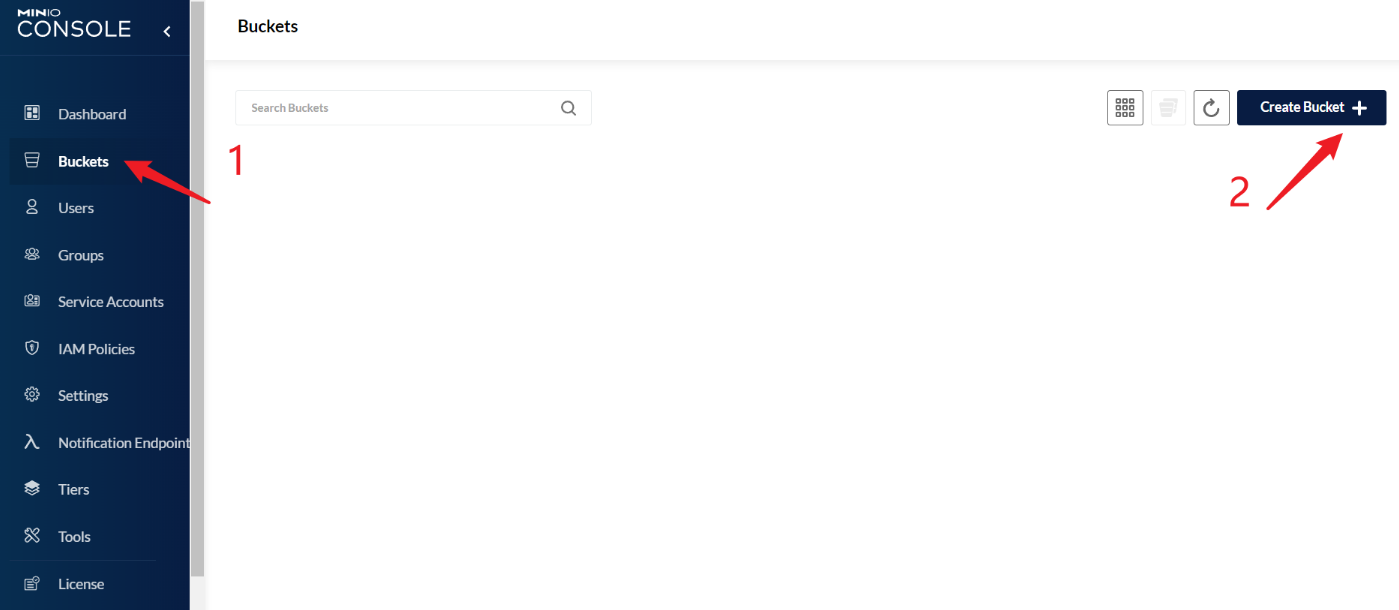 MINIO
CONSOLE
Buckets
Search Buckets
Create Bucket
Dashboard
Buckets
1
2
Users
Groups
Service Accounts
IAM Policies
Settings
Notification Endpoint
Tiers
Tools
License